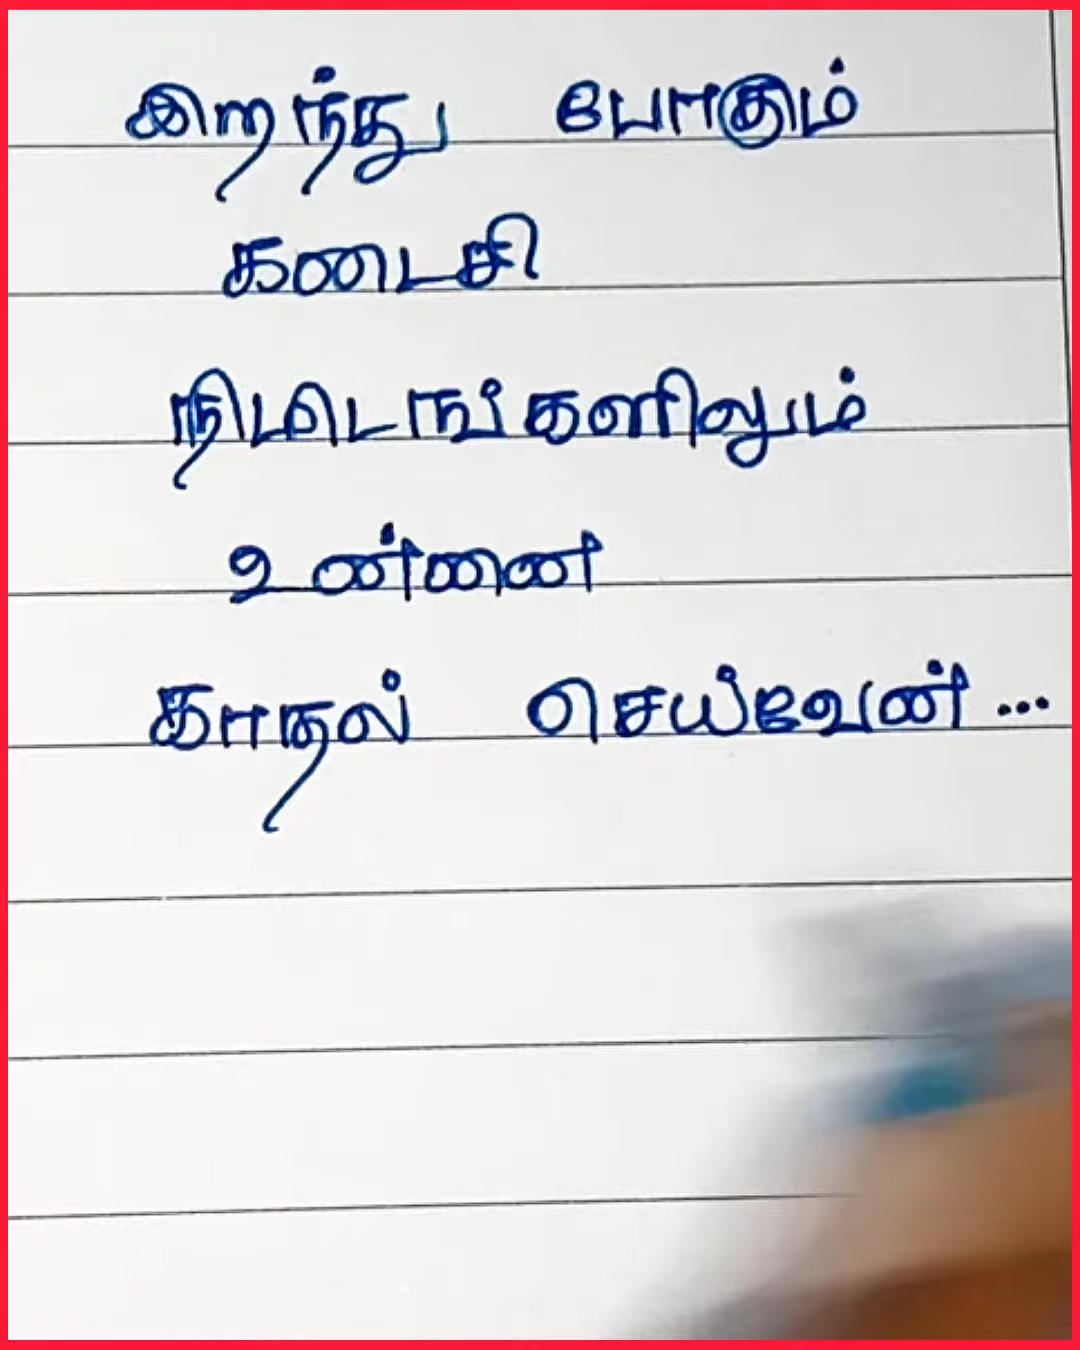 இறந்து போகும்
கடைசி
நிமிடங்களிலும்
உன்னை
காதல் செய்வேன்...